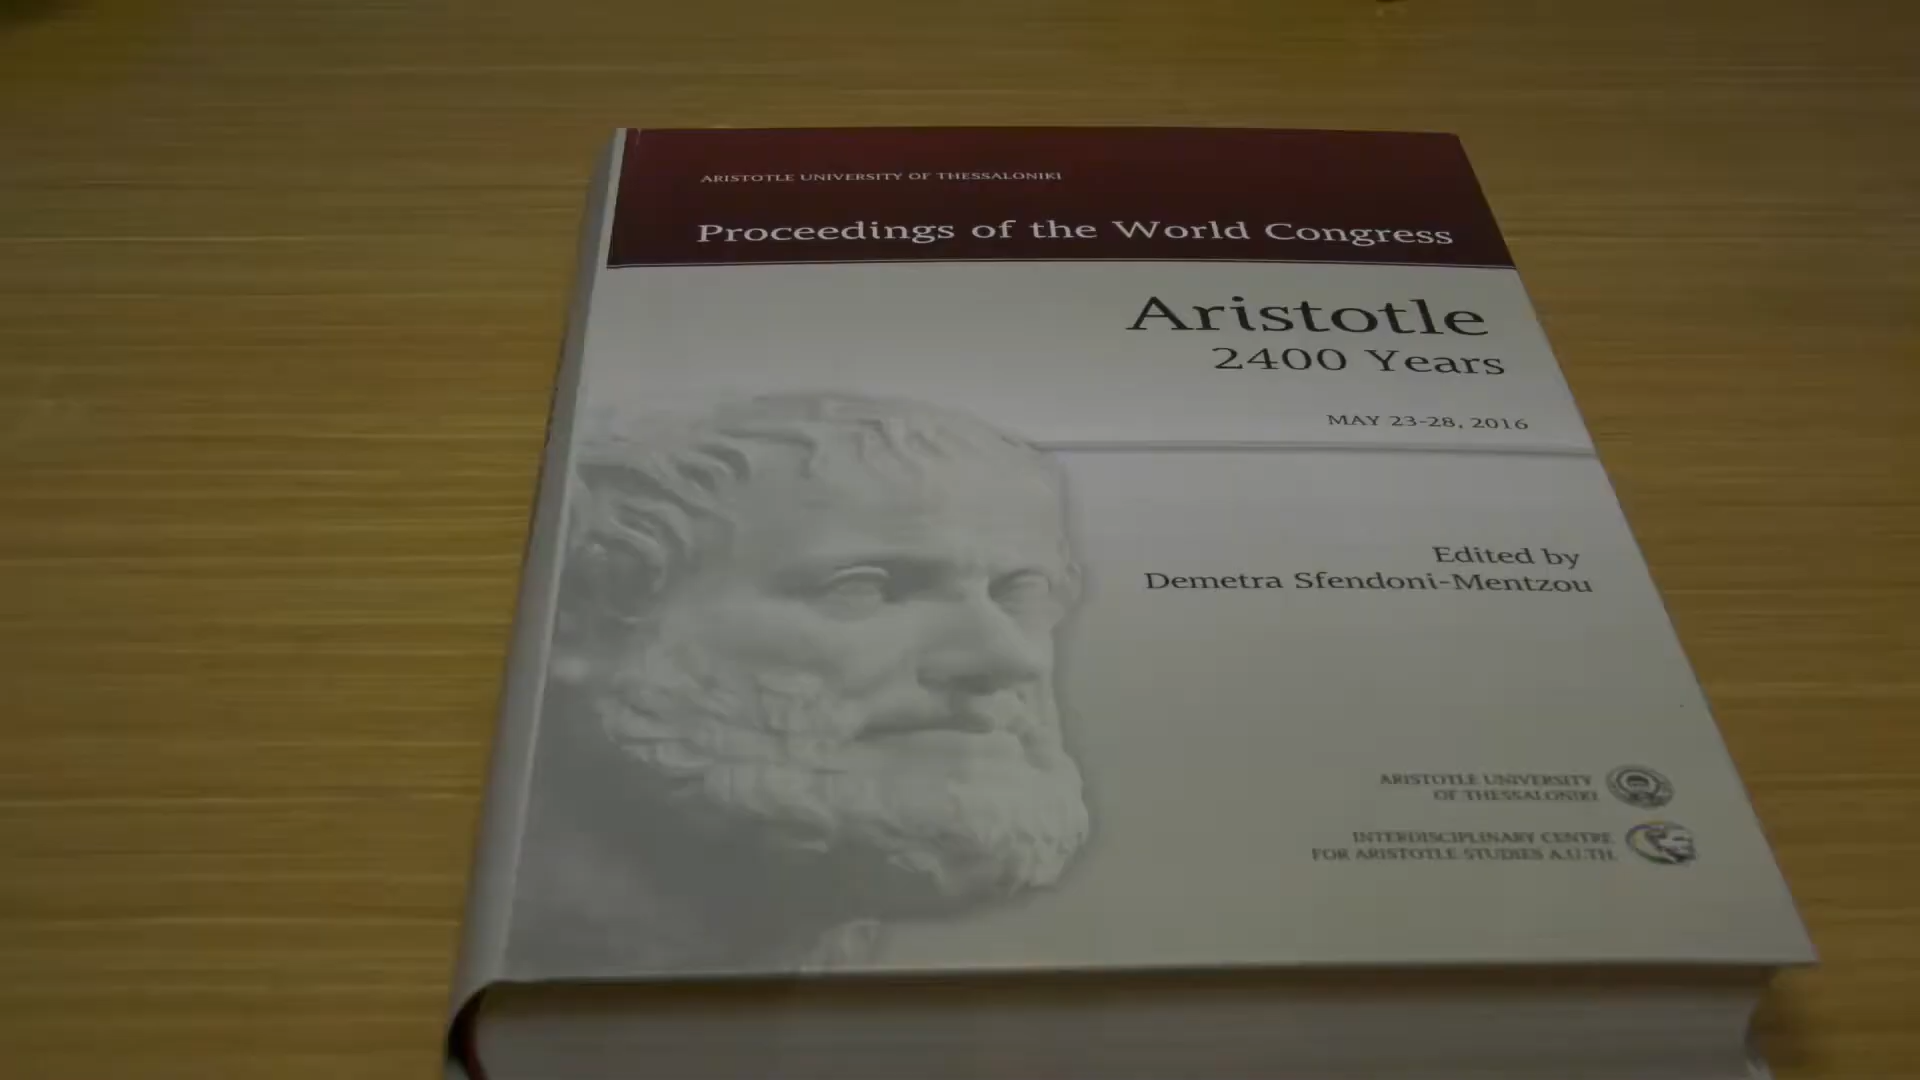 ARISTOTLE UNIVERSITY OF THESSALONIKI
Proceedings of the World Congress
Aristotle
2400 Years
MAY 23-28, 2016
Edited by
Demetra Sfendoni-Mentzou
ARISTOTLE UNIVERSITY
OF THESSALONIKI
INTERDISCIPLINARY CENTRE
FOR ARISTOTLE STUDIES A.U.TH.